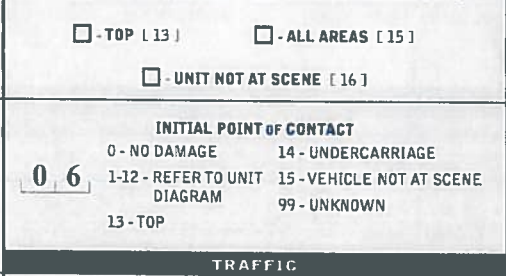 ☐ - TOP [13]  ☐ - ALL AREAS [15]
☐ - UNIT NOT AT SCENE [16]
INITIAL POINT OF CONTACT
0 - NO DAMAGE  14 - UNDERCARRIAGE
0 6  1-12 - REFER TO UNIT  15 - VEHICLE NOT AT SCENE
DIAGRAM  99 - UNKNOWN
13 - TOP
TRAFFIC